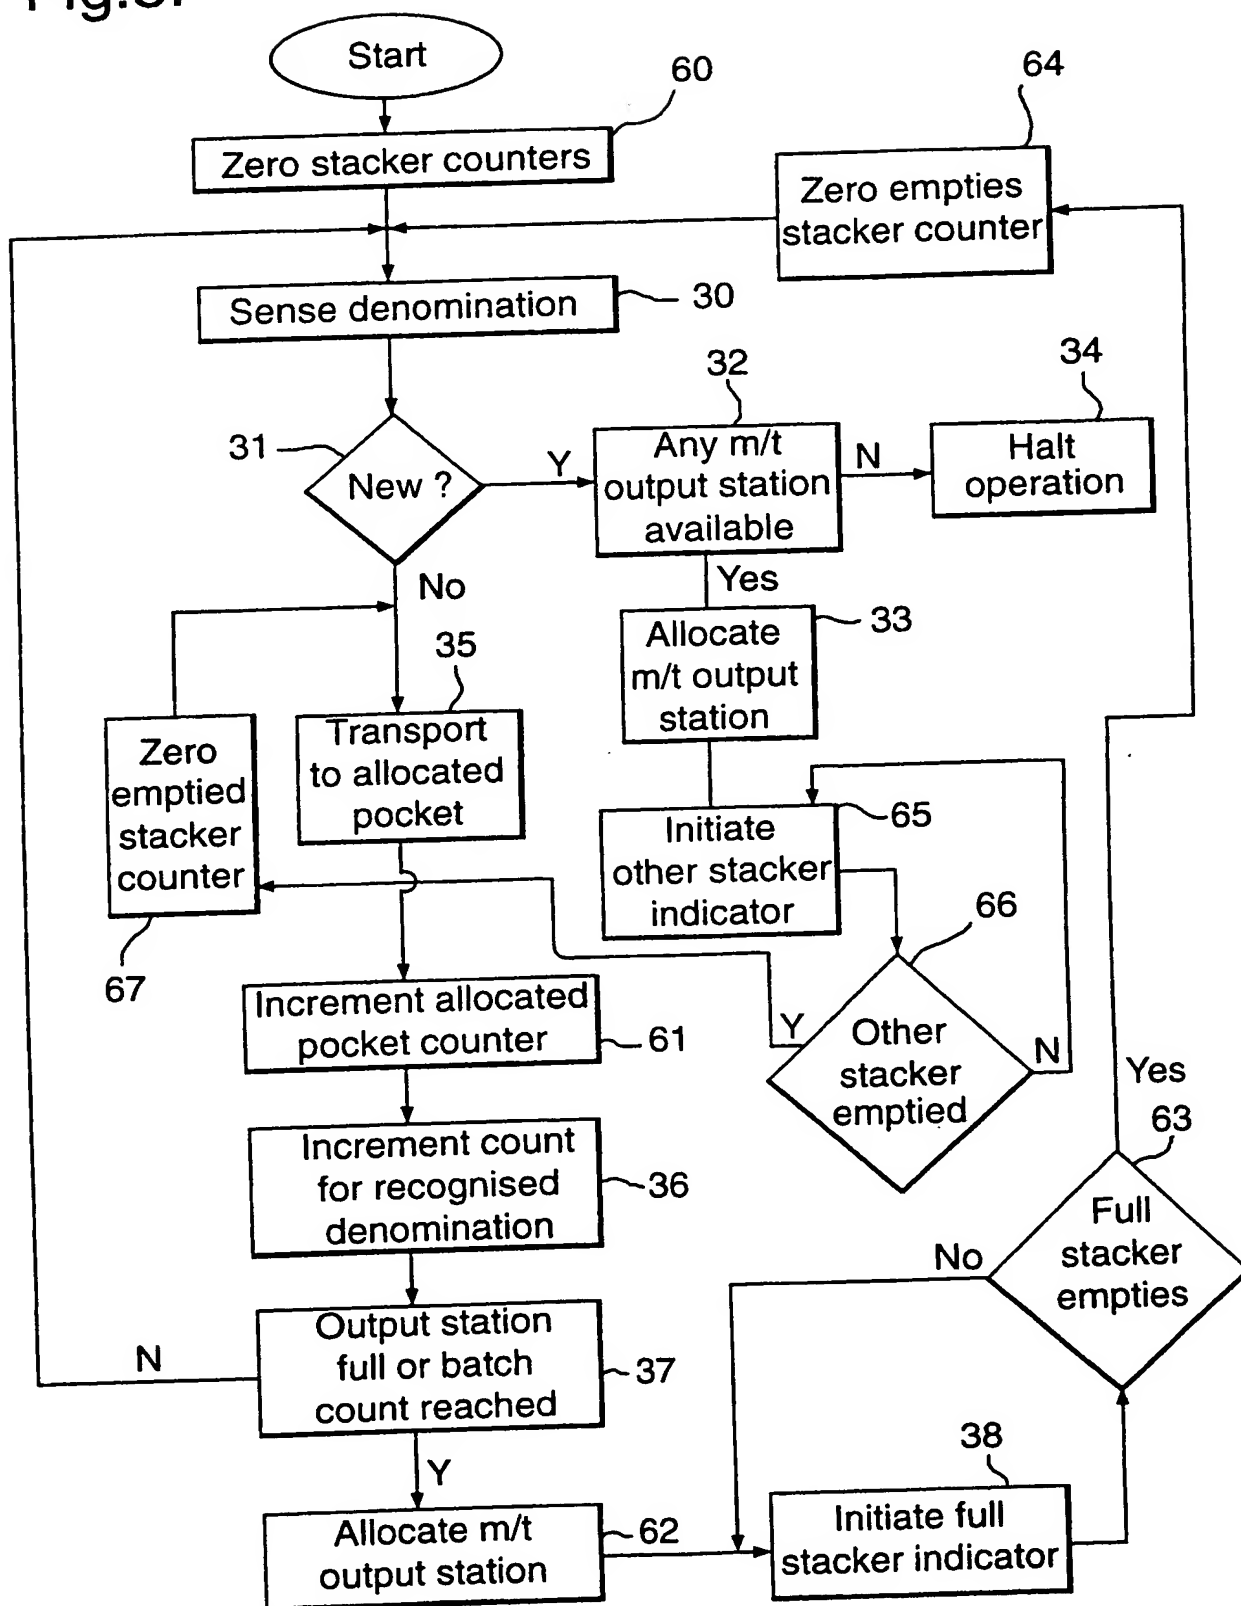 Fig.
Start
60
Zero stacker counters
64
Zero empties
stacker counter
Sense denomination
30
31
New ?
Y
32
Any m/t
output station
available
N
34
Halt
operation
No
Yes
Allocate
m/t output
station
33
35
Transport
to allocated
pocket
Zero
emptied
stacker
counter
67
Initiate
other stacker
indicator
65
66
Other
stacker
emptied
Y
N
Increment allocated
pocket counter
61
Increment count
for recognised
denomination
36
Yes
63
Full
stacker
empties
No
Output station
full or batch
count reached
37
N
Y
Allocate m/t
output station
62
38
Initiate full
stacker indicator